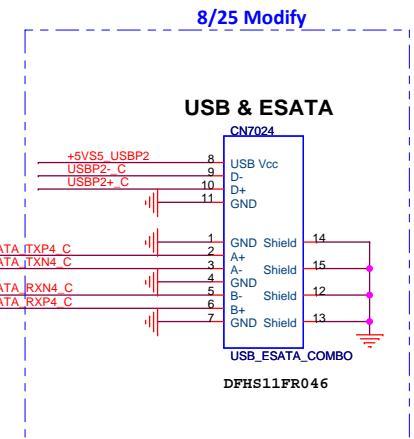 8/25 Modify
USB & ESATA
CN7024
+5VS5_USBP2 8 USB Vcc
USBP2-_C 9 D-
USBP2+_C 10 D+
11 GND
1 GND Shield 14
ATA_TXP4_C 2 A+
ATA_TXN4_C 3 A- Shield 15
4 GND
ATA_RXN4_C 5 B- Shield 12
ATA_RXP4_C 6 B+
7 GND Shield 13
USB_ESATA_COMBO
DFHS11FR046